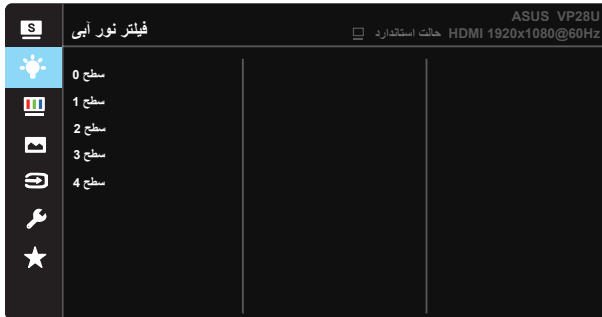 S
فیلتر نور آبی
ASUS VP28U
حالت استاندارد HDMI 1920x1080@60Hz
سطح 0
سطح 1
سطح 2
سطح 3
سطح 4